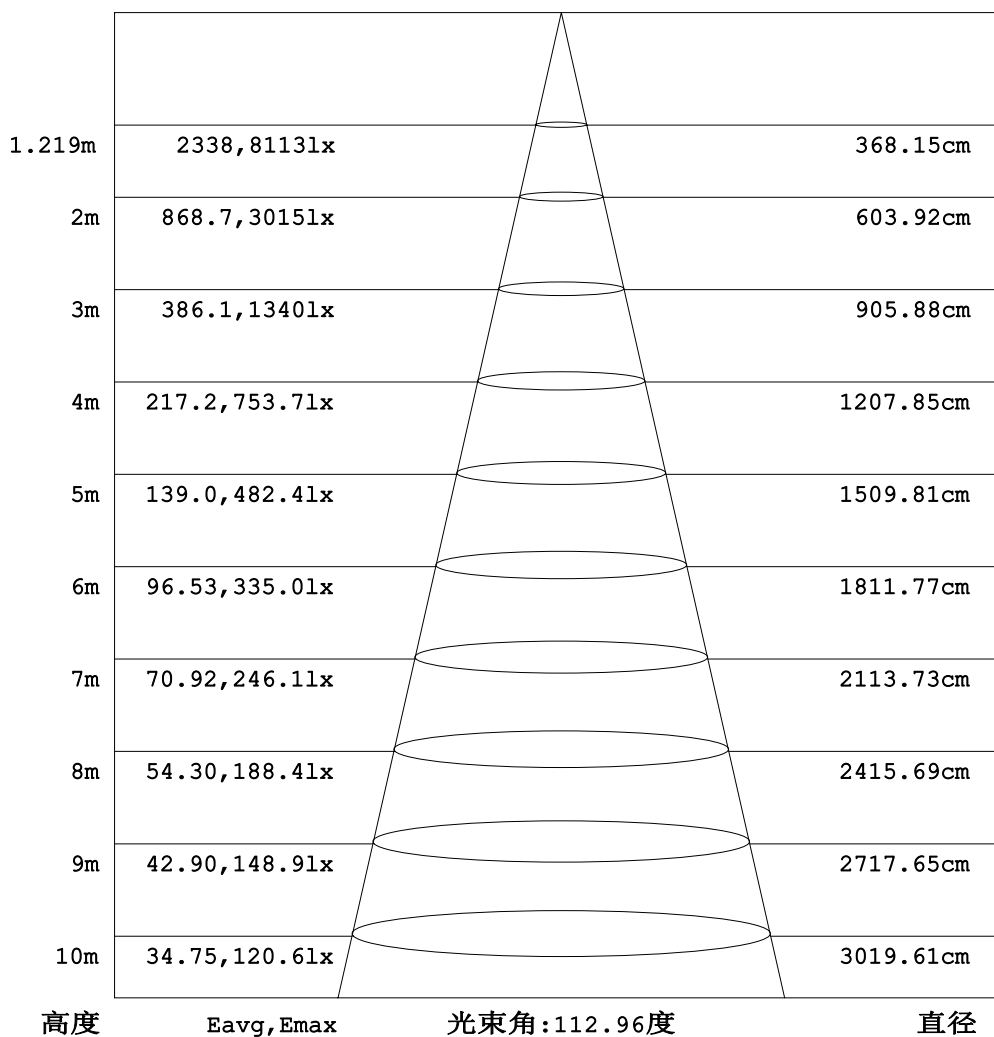 1.219m 2338,8113lx 368.15cm
2m 868.7,3015lx 603.92cm
3m 386.1,1340lx 905.88cm
4m 217.2,753.7lx 1207.85cm
5m 139.0,482.4lx 1509.81cm
6m 96.53,335.0lx 1811.77cm
7m 70.92,246.1lx 2113.73cm
8m 54.30,188.4lx 2415.69cm
9m 42.90,148.9lx 2717.65cm
10m 34.75,120.6lx 3019.61cm
高度 Eavg,Emax 光束角:112.96度 直径